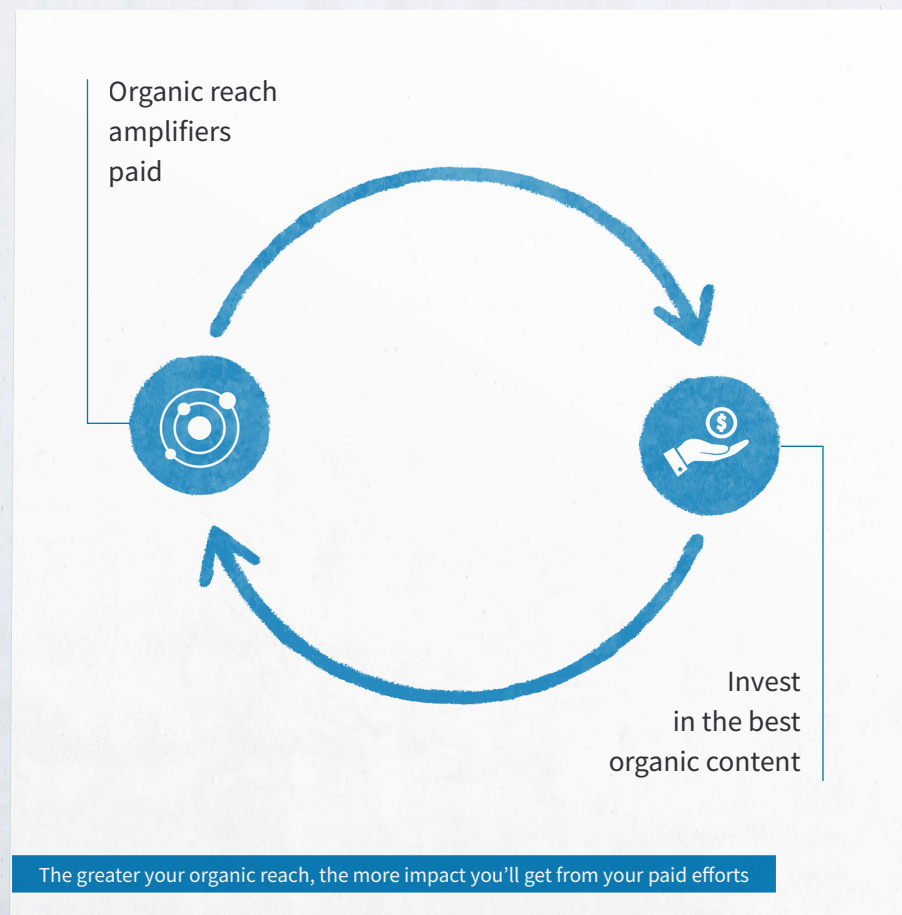 Organic reach
amplifiers
paid
$
Invest
in the best
organic content
The greater your organic reach, the more impact you'll get from your paid efforts